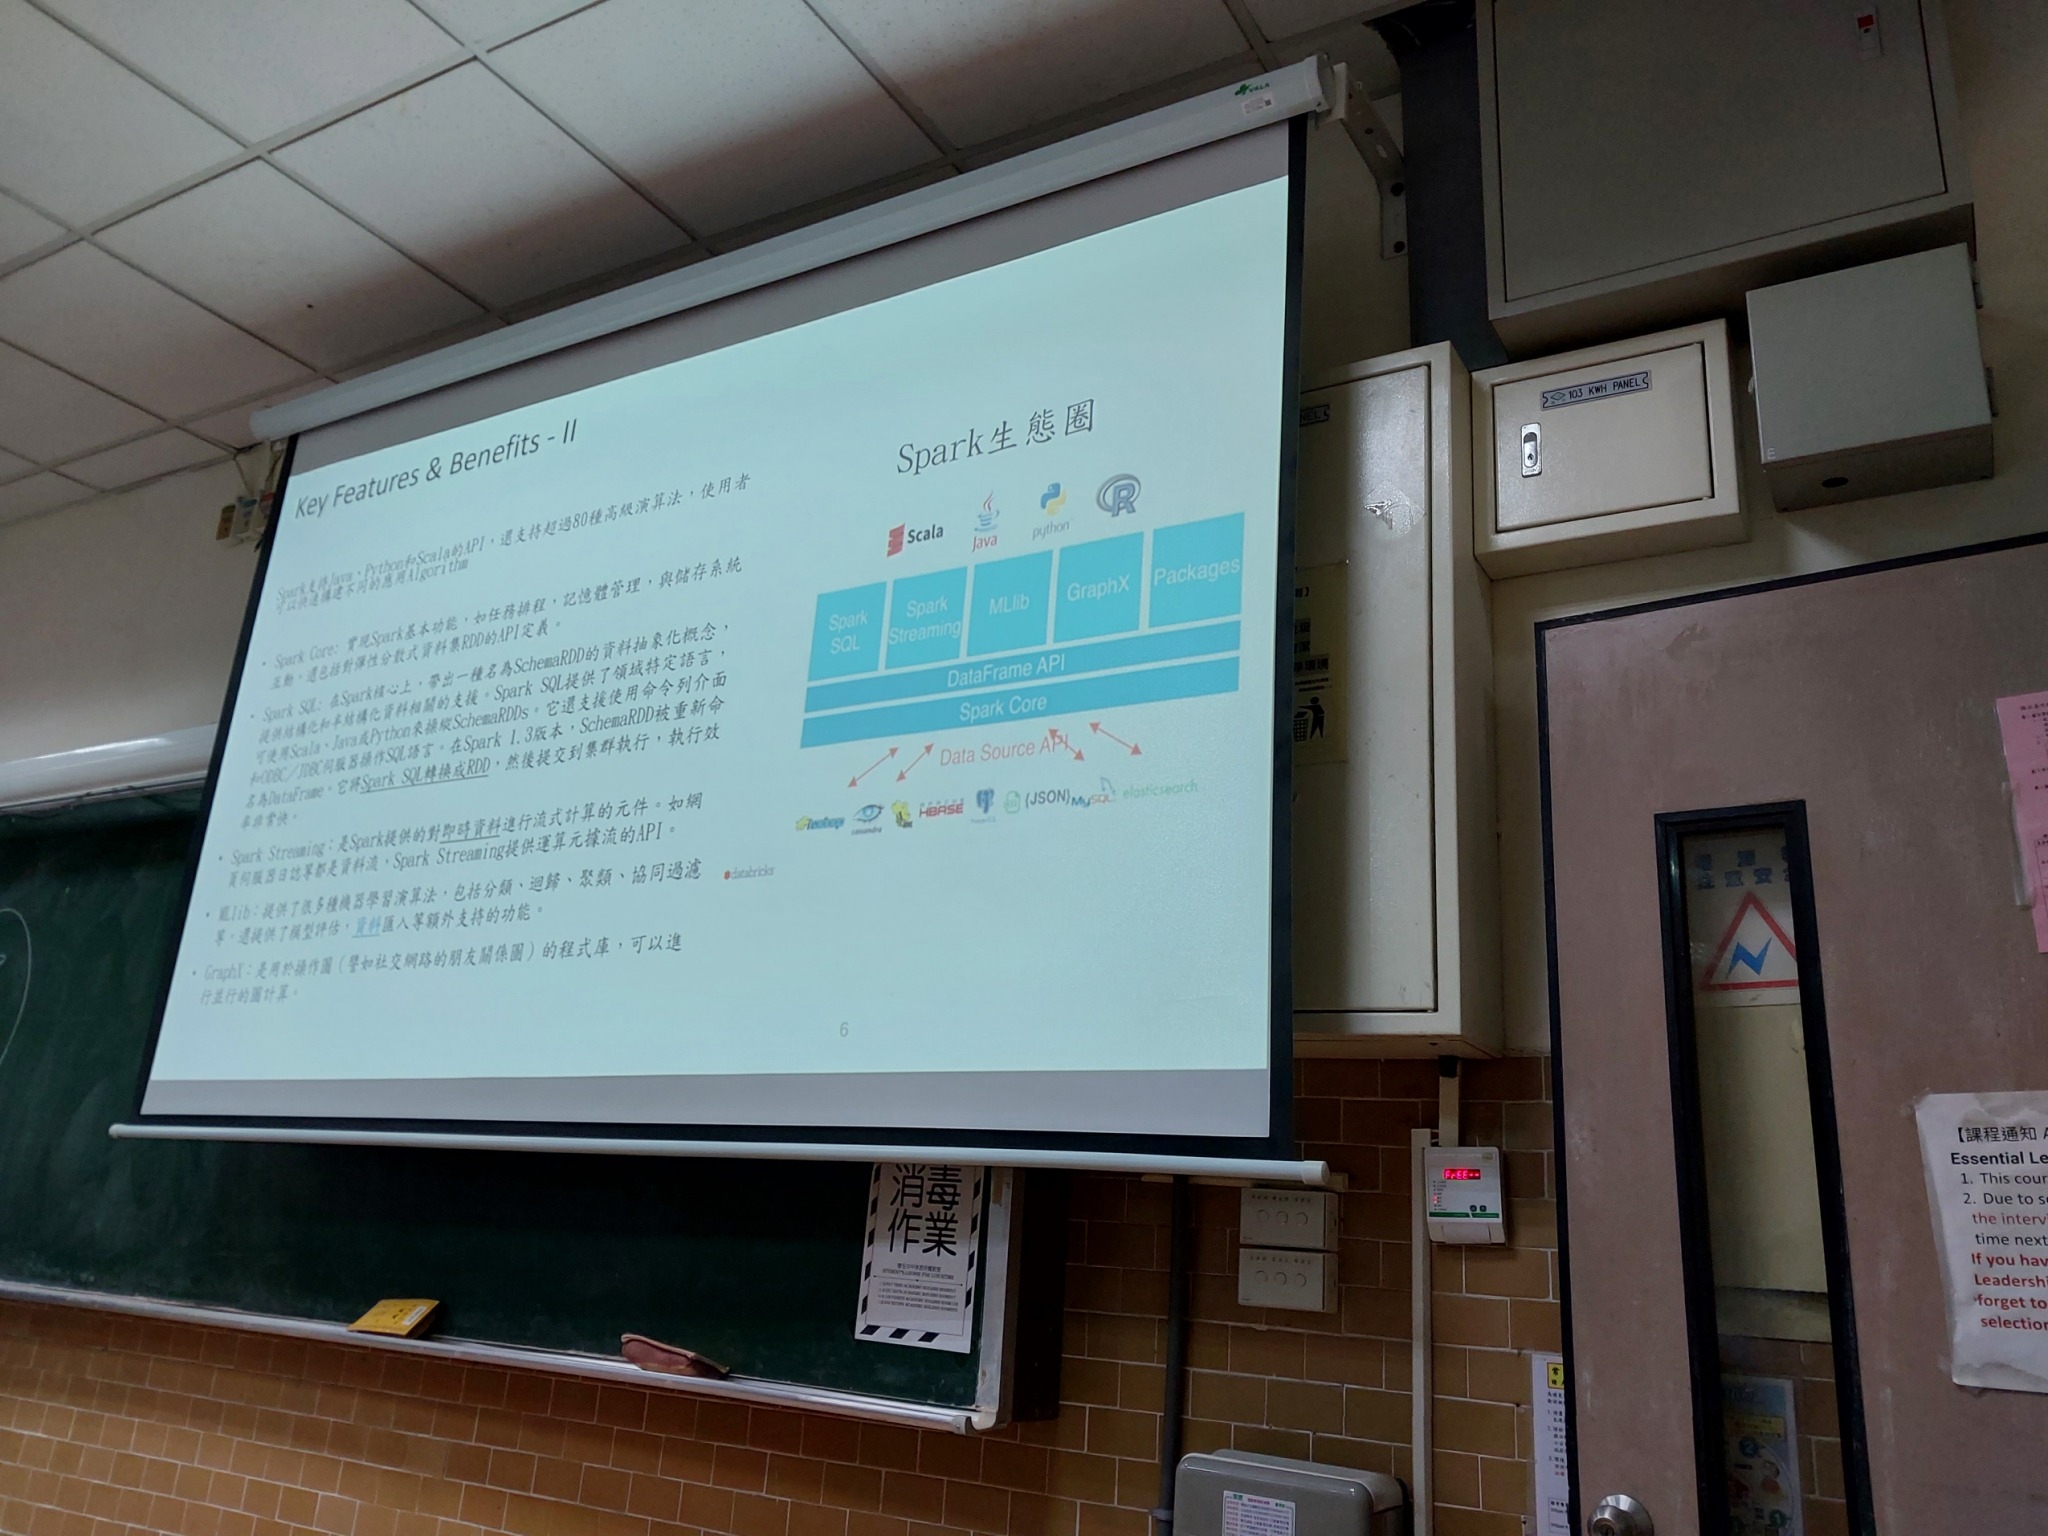 Key Features & Benefits - II
Spark支持Java、Python和Scala的API，還支持超過80種高級演算法，使用者
可以快速構建不同的應用Algorithm
• Spark Core: 實現Spark基本功能，如任務排程，記憶體管理，與儲存系統
互動，還包括對彈性分散式資料集RDD的API定義。
• Spark SQL: 在Spark核心上，帶出一種名為SchemaRDD的資料抽象化概念，
提供結構化和半結構化資料相關的支援。Spark SQL提供了領域特定語言，
可使用Scala、Java或Python來操縱SchemaRDDs。它還支援使用命令列介面
和ODBC／JDBC伺服器操作SQL語言。在Spark 1.3版本，SchemaRDD被重新命
名為DataFrame。它將Spark SQL轉換成RDD，然後提交到集群執行，執行效
率非常快。
• Spark Streaming：是Spark提供的對即時資料進行流式計算的元件。如網
頁伺服器日誌等都是資料流，Spark Streaming提供運算元據流的API。
• MLlib：提供了很多種機器學習演算法，包括分類、迴歸、聚類、協同過濾
等，還提供了模型評估，資料匯入等額外支持的功能。
• GraphX：是用於操作圖（譬如社交網路的朋友關係圖）的程式庫，可以進
行並行的圖計算。
Spark生態圈
Scala
Java
python
R
Spark
SQL
Spark
Streaming
MLlib
GraphX
Packages
DataFrame API
Spark Core
Data Source API
hadoop
cassandra
HBASE
PostgreSQL
{JSON}
MySQL
elasticsearch
databricks
6
103 KWH PANEL
消毒
作業
FrEE
【課程通知 A
Essential Le
1. This cour
2. Due to s
the interv
time next
If you hav
Leadershi
forget to
selection